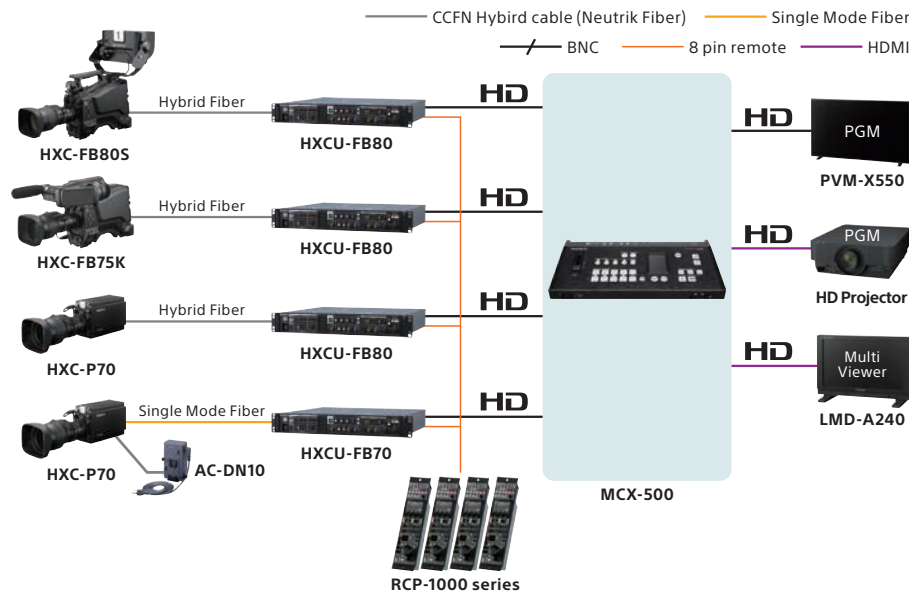 CCFN Hybird cable (Neutrik Fiber)
Single Mode Fiber
BNC
8 pin remote
HDMI
1
Hybrid Fiber
HD
HXC-FB80S
HXCU-FB80
HD
PGM
PVM-X550
Hybrid Fiber
HD
HXC-FB75K
HXCU-FB80
HD
PGM
HD Projector
Hybrid Fiber
HD
HXC-P70
HXCU-FB80
HD
Multi
Viewer
LMD-A240
Single Mode Fiber
HD
HXC-P70
AC-DN10
HXCU-FB70
MCX-500
RCP-1000 series